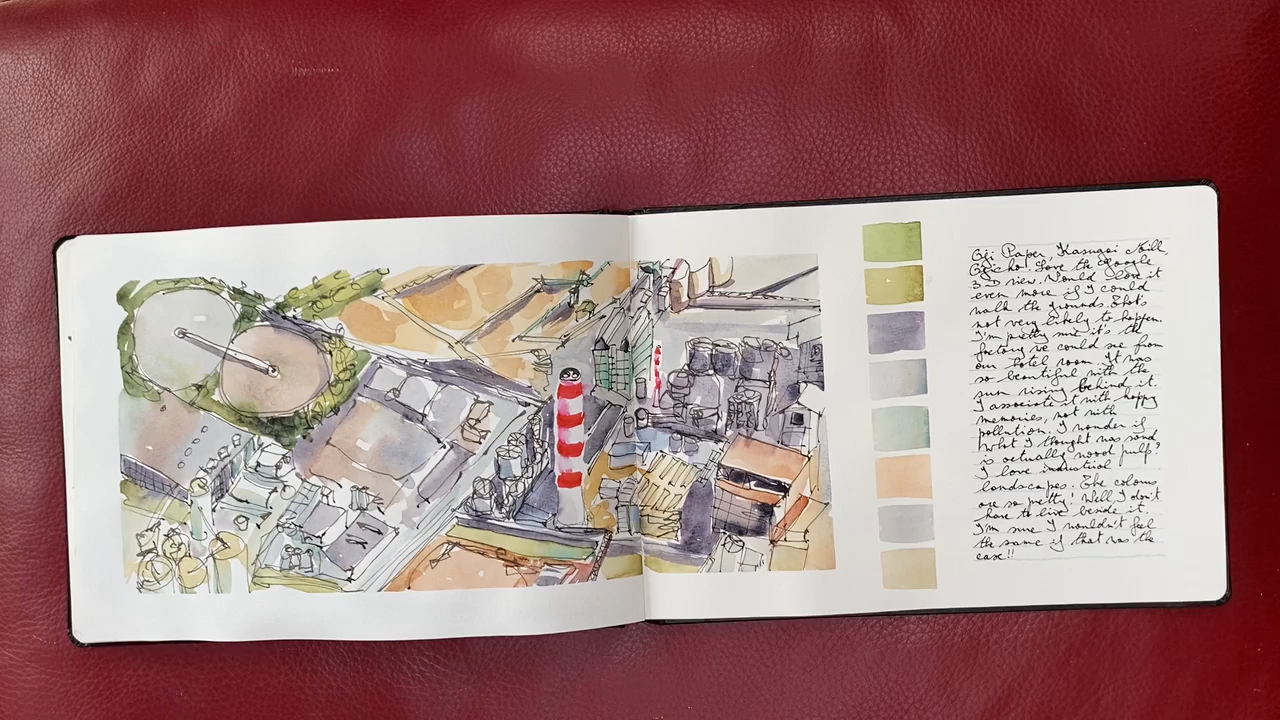 Oji Paper, Kasugai Mill,
Love the Google
3D view. Would I love it
even more if I could
walk the grounds. That's
not very likely to happen.
I'm pretty sure it's the
factory we could see from
our hotel room. It was
so beautiful with the
sun rising behind it.
I associate it with happy
memories, not with
pollution. I wonder if
what I thought was sand
is actually wood pulp?
I love industrial
landscapes. The colours
are so pretty! Well I don't
have to live beside it.
I'm sure I wouldn't feel
the same if that was the
case!!